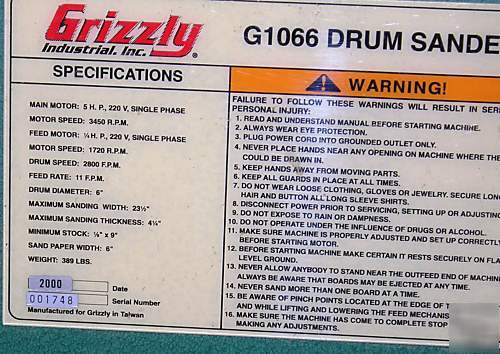 Grizzly
Industrial, Inc.
G1066 DRUM SANDE
SPECIFICATIONS
MAIN MOTOR: 5 H. P., 220 V, SINGLE PHASE
MOTOR SPEED: 3450 R.P.M.
FEED MOTOR: ¼ H. P., 220 V, SINGLE PHASE
MOTOR SPEED: 1720 R.P.M.
DRUM SPEED: 2800 F.P.M.
FEED RATE: 11 F.P.M.
DRUM DIAMETER: 6"
MAXIMUM SANDING WIDTH: 23½"
MAXIMUM SANDING THICKNESS: 4¼"
MINIMUM STOCK: ⅛" x 9"
SAND PAPER WIDTH: 6"
WEIGHT: 389 LBS.
2000 Date
001748 Serial Number
Manufactured for Grizzly in Taiwan
WARNING!
FAILURE TO FOLLOW THESE WARNINGS WILL RESULT IN SERI
PERSONAL INJURY:
1. READ AND UNDERSTAND MANUAL BEFORE STARTING MACHINE.
2. ALWAYS WEAR EYE PROTECTION.
3. PLUG POWER CORD INTO GROUNDED OUTLET ONLY.
4. NEVER PLACE HANDS NEAR ANY OPENING ON MACHINE WHERE THE
COULD BE DRAWN IN.
5. KEEP HANDS AWAY FROM MOVING PARTS.
6. KEEP ALL GUARDS IN PLACE AT ALL TIMES.
7. DO NOT WEAR LOOSE CLOTHING, GLOVES OR JEWELRY. SECURE LONG
HAIR AND BUTTON ALL LONG SLEEVE SHIRTS.
8. DISCONNECT POWER PRIOR TO SERVICING, SETTING UP OR ADJUSTING
9. DO NOT EXPOSE TO RAIN OR DAMPNESS.
10. DO NOT OPERATE UNDER THE INFLUENCE OF DRUGS OR ALCOHOL.
11. MAKE SURE MACHINE IS PROPERLY ADJUSTED AND SET UP CORRECTLY
BEFORE STARTING MOTOR.
12. BEFORE STARTING MACHINE MAKE CERTAIN IT RESTS SECURELY ON FLA
LEVEL GROUND.
13. NEVER ALLOW ANYBODY TO STAND NEAR THE OUTFEED END OF MACHIN
ALWAYS BE AWARE THAT BOARDS MAY BE EJECTED AT ANY TIME.
14. NEVER SAND MORE THAN ONE BOARD AT A TIME.
15. BE AWARE OF PINCH POINTS LOCATED AT THE EDGE OF T
AND WHILE LIFTING AND LOWERING THE FEED MECHANIS
16. MAKE SURE THE MACHINE HAS COME TO COMPLETE STOP
MAKING ANY ADJUSTMENTS.